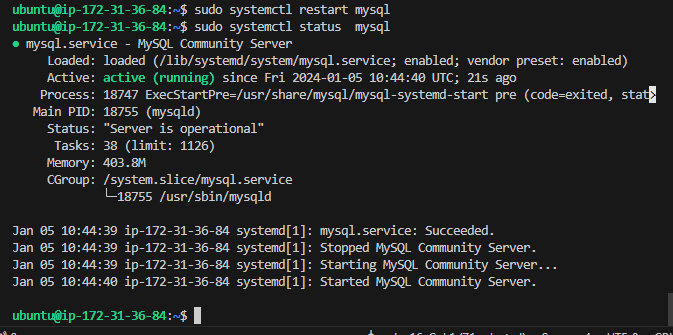 ubuntu@ip-172-31-36-84:~$ sudo systemctl restart mysql
ubuntu@ip-172-31-36-84:~$ sudo systemctl status  mysql
● mysql.service - MySQL Community Server
     Loaded: loaded (/lib/systemd/system/mysql.service; enabled; vendor preset: enabled)
     Active: active (running) since Fri 2024-01-05 10:44:40 UTC; 21s ago
    Process: 18747 ExecStartPre=/usr/share/mysql/mysql-systemd-start pre (code=exited, stat>
   Main PID: 18755 (mysqld)
     Status: "Server is operational"
      Tasks: 38 (limit: 1126)
     Memory: 403.8M
     CGroup: /system.slice/mysql.service
             └─18755 /usr/sbin/mysqld
Jan 05 10:44:39 ip-172-31-36-84 systemd[1]: mysql.service: Succeeded.
Jan 05 10:44:39 ip-172-31-36-84 systemd[1]: Stopped MySQL Community Server.
Jan 05 10:44:39 ip-172-31-36-84 systemd[1]: Starting MySQL Community Server...
Jan 05 10:44:40 ip-172-31-36-84 systemd[1]: Started MySQL Community Server.
ubuntu@ip-172-31-36-84:~$